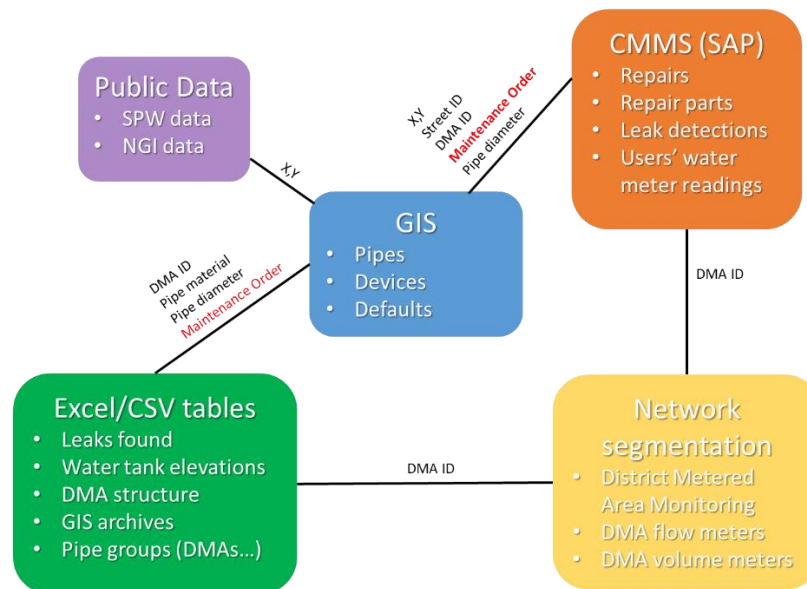 Public Data
• SPW data
• NGI data
X,Y
X,Y
Street ID
DMA ID
Maintenance Order
Pipe diameter
CMMS (SAP)
• Repairs
• Repair parts
• Leak detections
• Users' water
meter readings
GIS
• Pipes
• Devices
• Defaults
DMA ID
Pipe material
Pipe diameter
Maintenance Order
DMA ID
Excel/CSV tables
• Leaks found
• Water tank elevations
• DMA structure
• GIS archives
• Pipe groups (DMAs...)
DMA ID
Network
segmentation
• District Metered
Area Monitoring
• DMA flow meters
• DMA volume meters